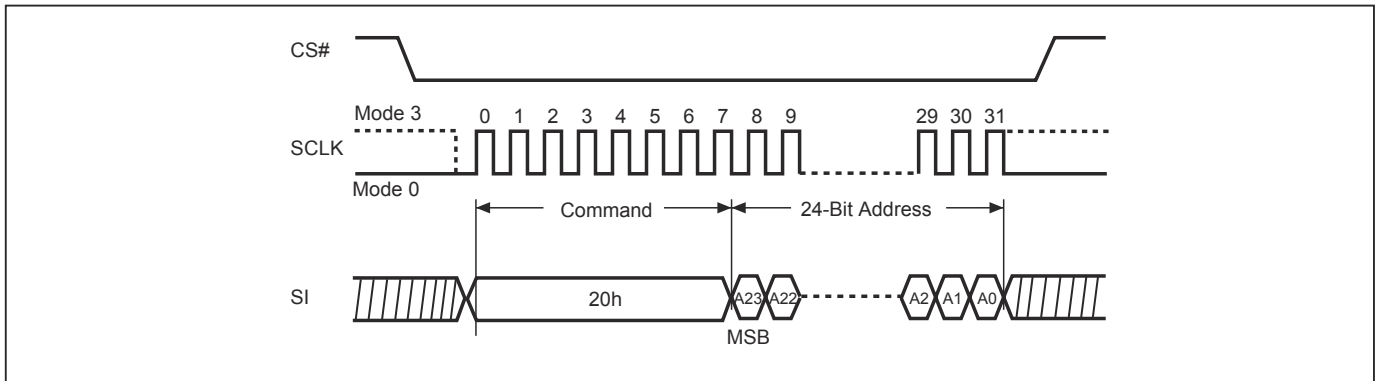 CS#
Mode 3
0 1 2 3 4 5 6 7 8 9 29 30 31
SCLK
Mode 0
Command 24-Bit Address
SI 20h A23 A22 A2 A1 A0
MSB